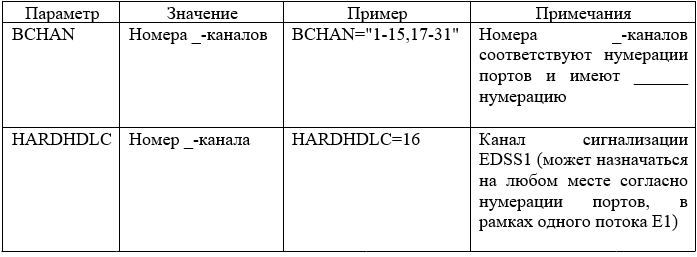 Параметр Значение Пример Примечания
BCHAN Номера _-каналов BCHAN="1-15,17-31" Номера _-каналов
соответствуют нумерации
портов и имеют ______
нумерацию
HARDHDLC Номер _-канала HARDHDLC=16 Канал сигнализации
EDSS1 (может назначаться
на любом месте согласно
нумерации портов, в
рамках одного потока E1)